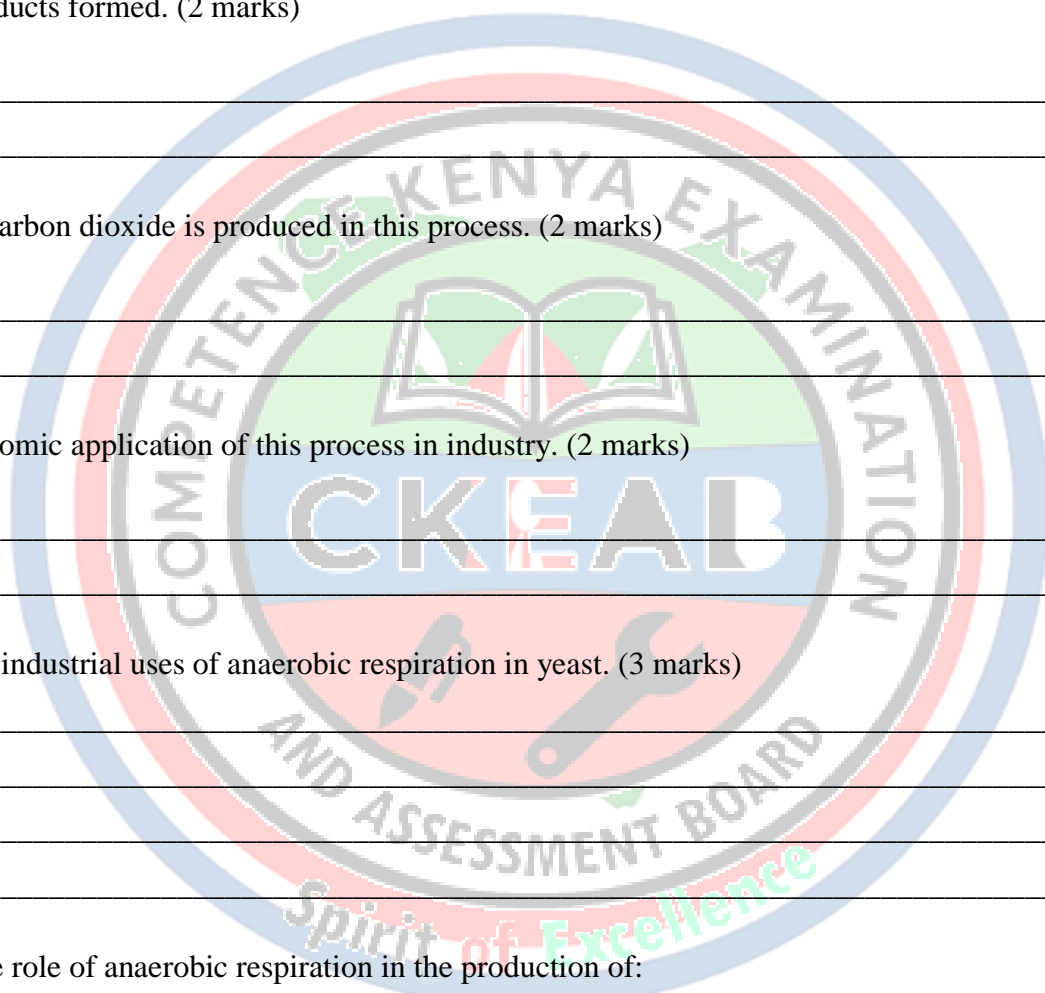 ducts formed. (2 marks)
arbon dioxide is produced in this process. (2 marks)
omic application of this process in industry. (2 marks)
industrial uses of anaerobic respiration in yeast. (3 marks)
e role of anaerobic respiration in the production of:
COMPETENCE KENYA EXAMINATION
CKEAB
AND ASSESSMENT BOARD
Spirit of Excellence